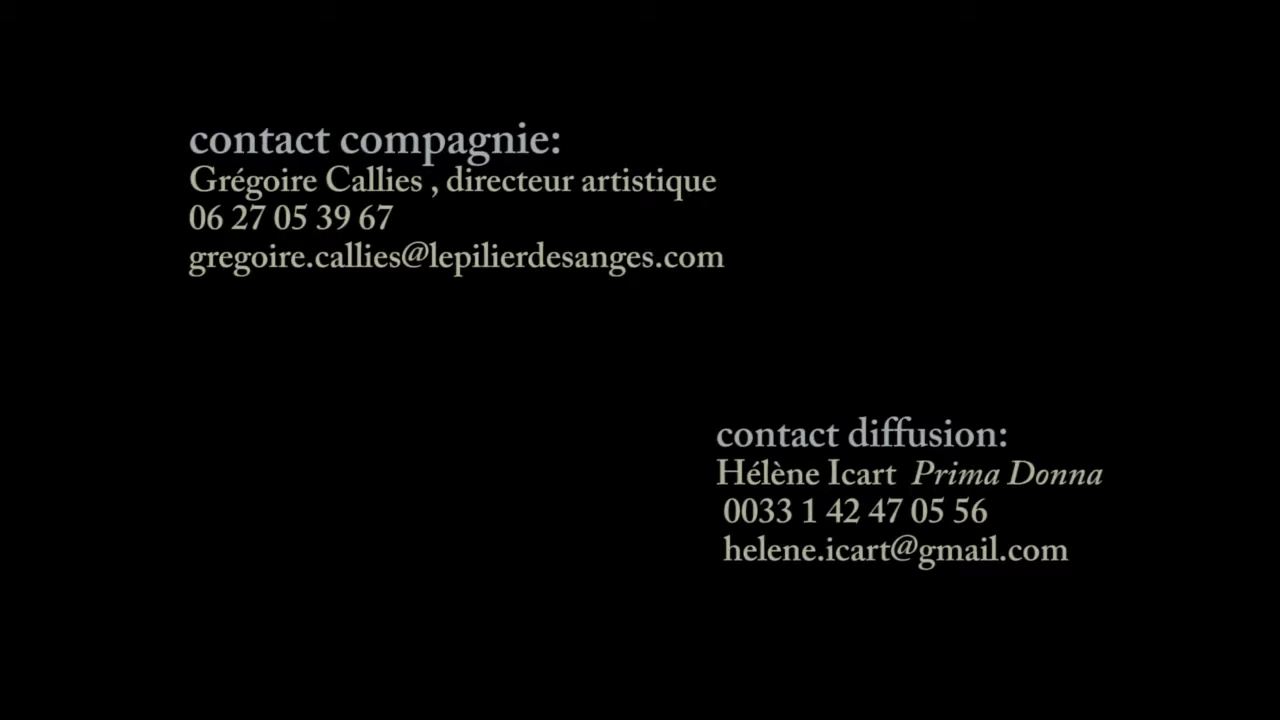 contact compagnie:
Grégoire Callies , directeur artistique
06 27 05 39 67
gregoire.callies@lepilierdesanges.com
contact diffusion:
Hélène Icart Prima Donna
0033 1 42 47 05 56
helene.icart@gmail.com